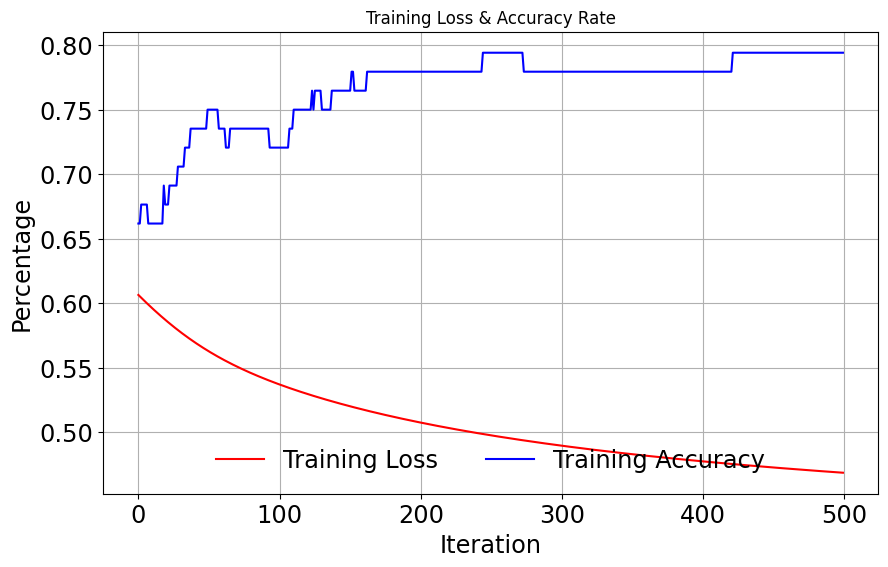 Training Loss & Accuracy Rate
0.80
0.75
0.70
0.65
0.60
0.55
0.50
Percentage
Training Loss Training Accuracy
0 100 200 300 400 500
Iteration